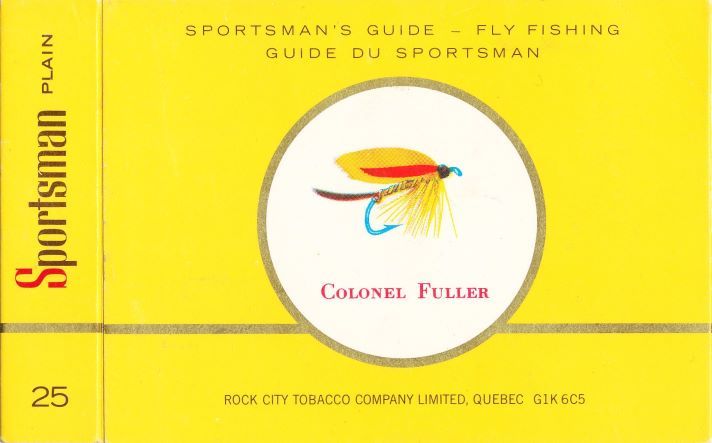 SPORTSMAN'S GUIDE – FLY FISHING
GUIDE DU SPORTSMAN
COLONEL FULLER
ROCK CITY TOBACCO COMPANY LIMITED, QUEBEC G1K 6C5
Sportsman PLAIN
25